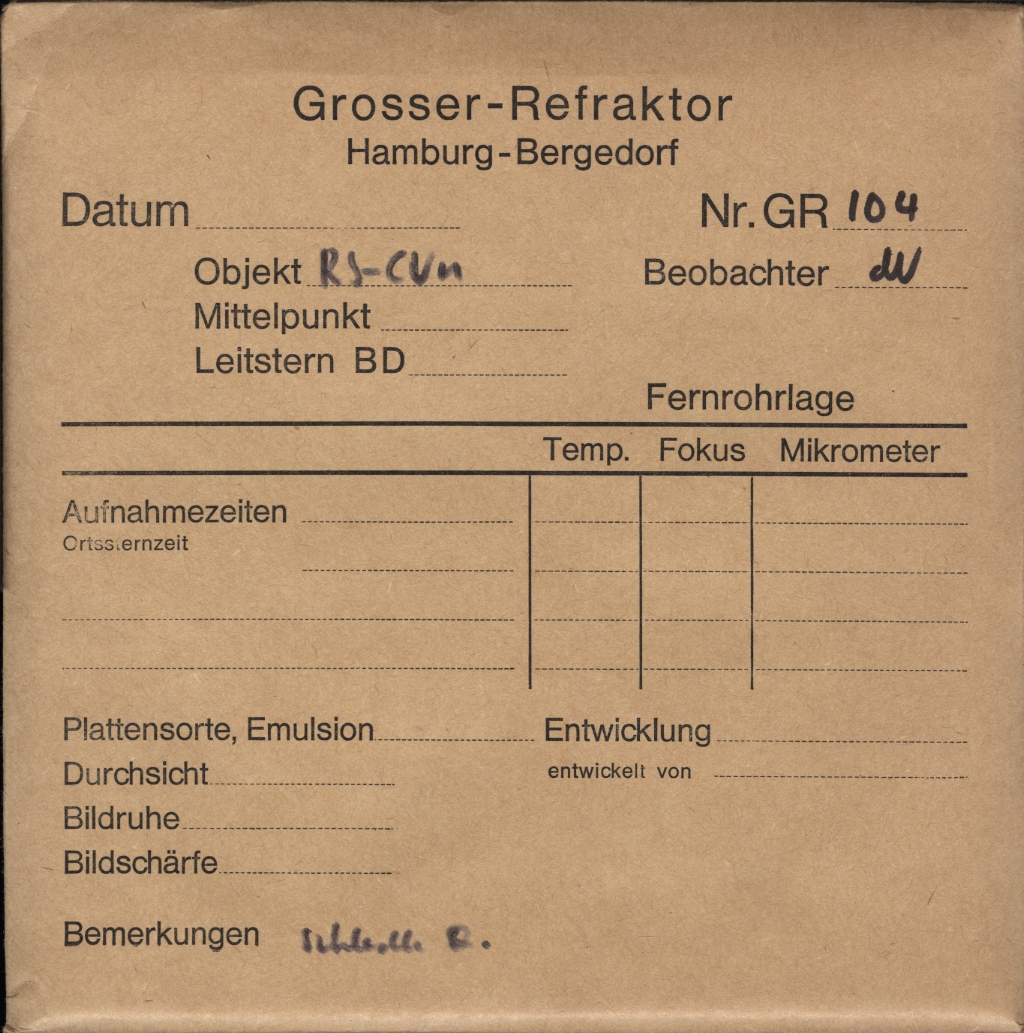 Grosser-Refraktor
Hamburg-Bergedorf
Datum Nr. GR 104
Objekt RS-CVn Beobachter dW
Mittelpunkt
Leitstern BD
Fernrohrlage
Temp. Fokus Mikrometer
Aufnahmezeiten
Ortssternzeit
Plattensorte, Emulsion Entwicklung
Durchsicht entwickelt von
Bildruhe
Bildschärfe
Bemerkungen